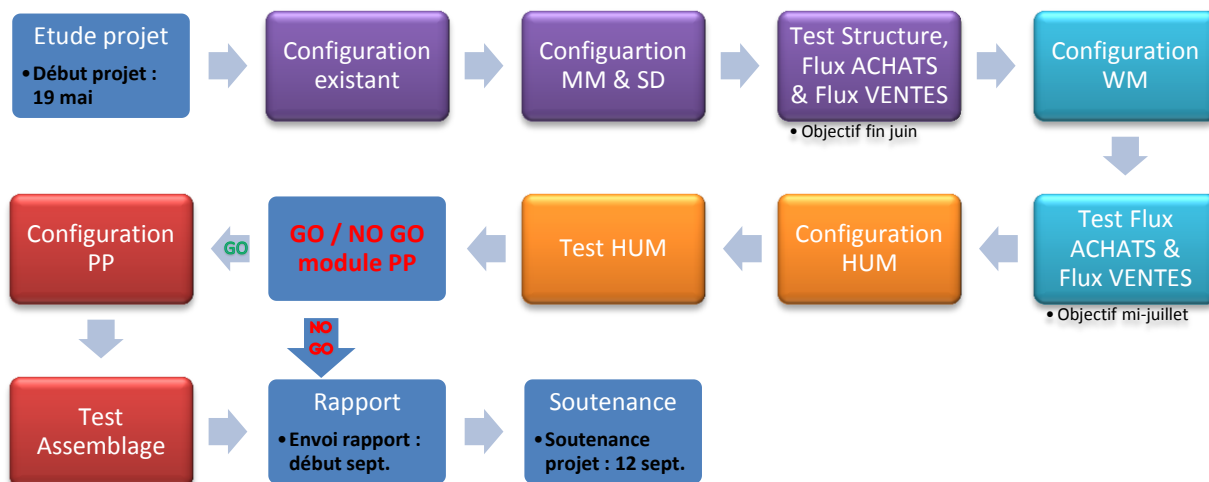 Etude projet
• Début projet :
19 mai
Configuration
existant
Configuartion
MM & SD
Test Structure,
Flux ACHATS
& Flux VENTES
• Objectif fin juin
Configuration
WM
Test Flux
ACHATS &
Flux VENTES
• Objectif mi-juillet
Configuration
HUM
Test HUM
GO / NO GO
module PP
GO
Configuration
PP
NO
GO
Test
Assemblage
Rapport
• Envoi rapport :
début sept.
Soutenance
• Soutenance
projet : 12 sept.